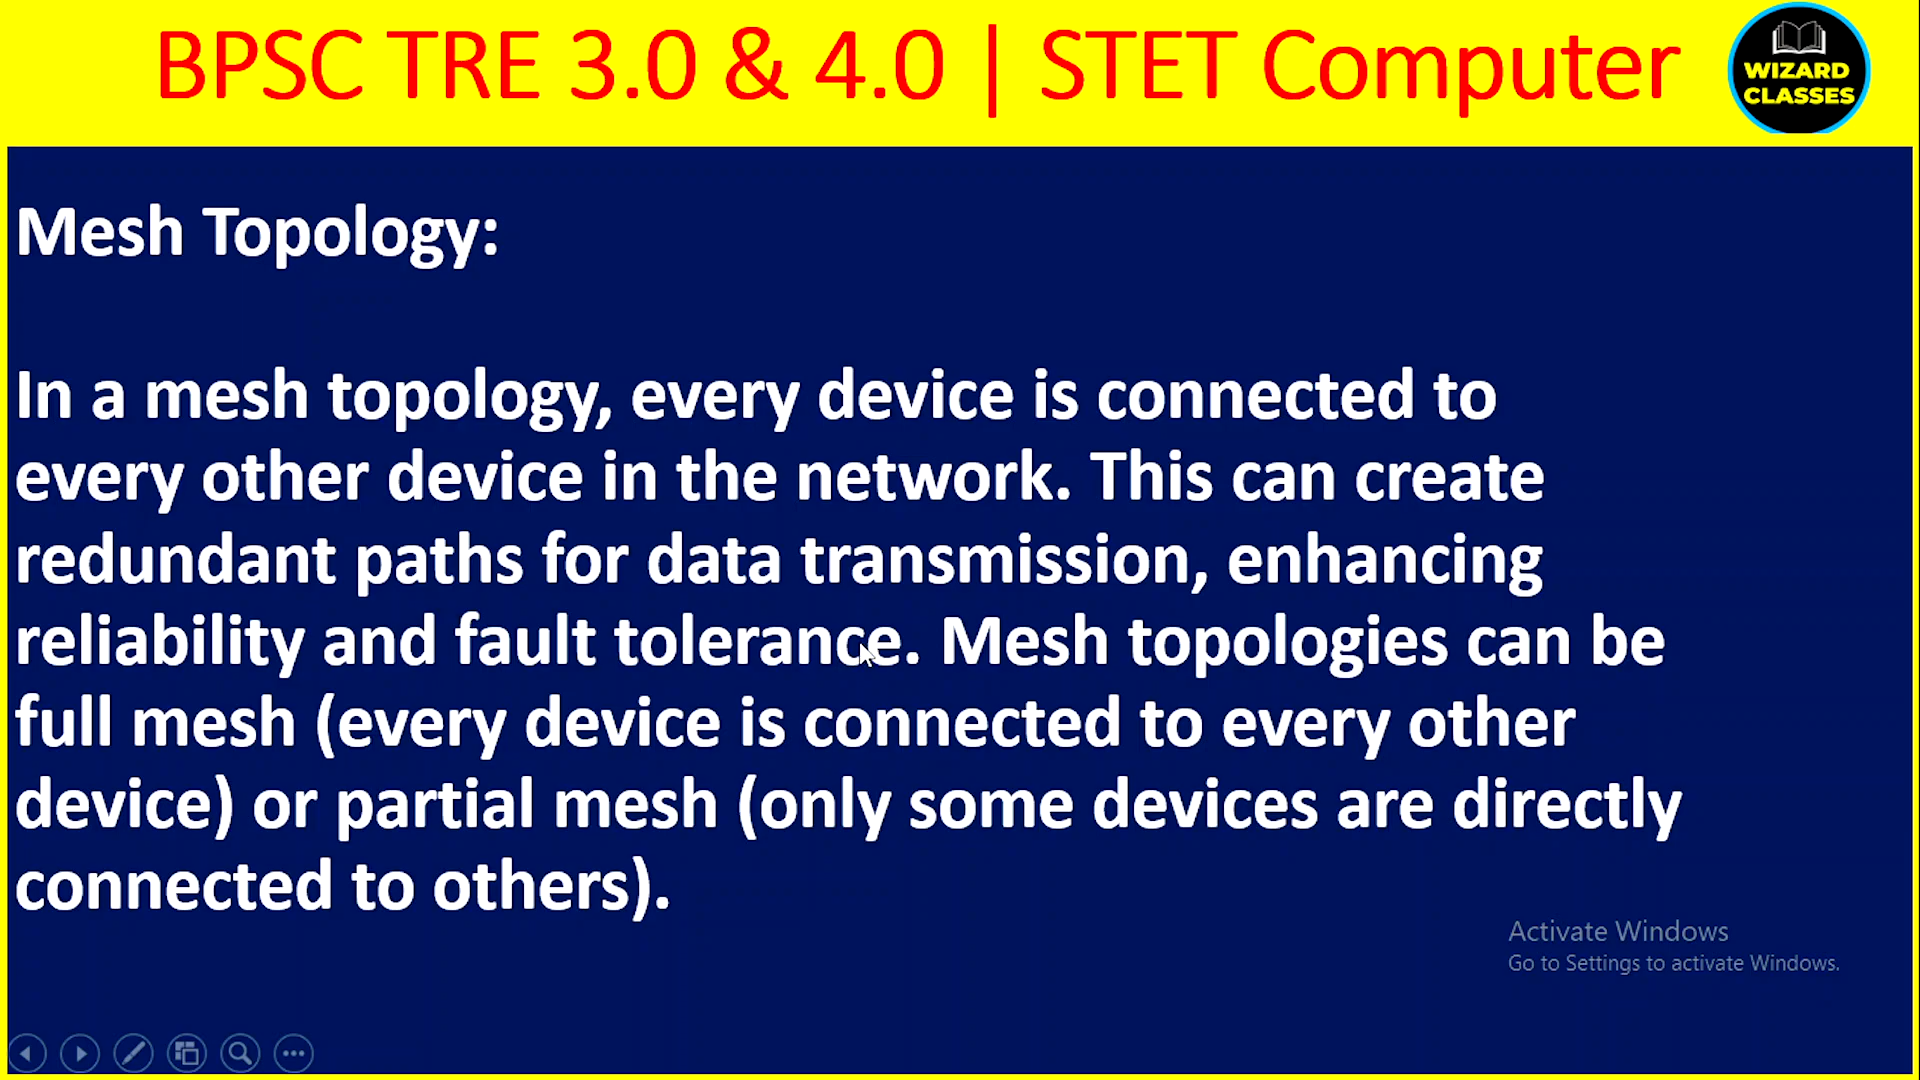 BPSC TRE 3.0 & 4.0 | STET Computer
WIZARD
CLASSES
Mesh Topology:
In a mesh topology, every device is connected to
every other device in the network. This can create
redundant paths for data transmission, enhancing
reliability and fault tolerance. Mesh topologies can be
full mesh (every device is connected to every other
device) or partial mesh (only some devices are directly
connected to others).
Activate Windows
Go to Settings to activate Windows.